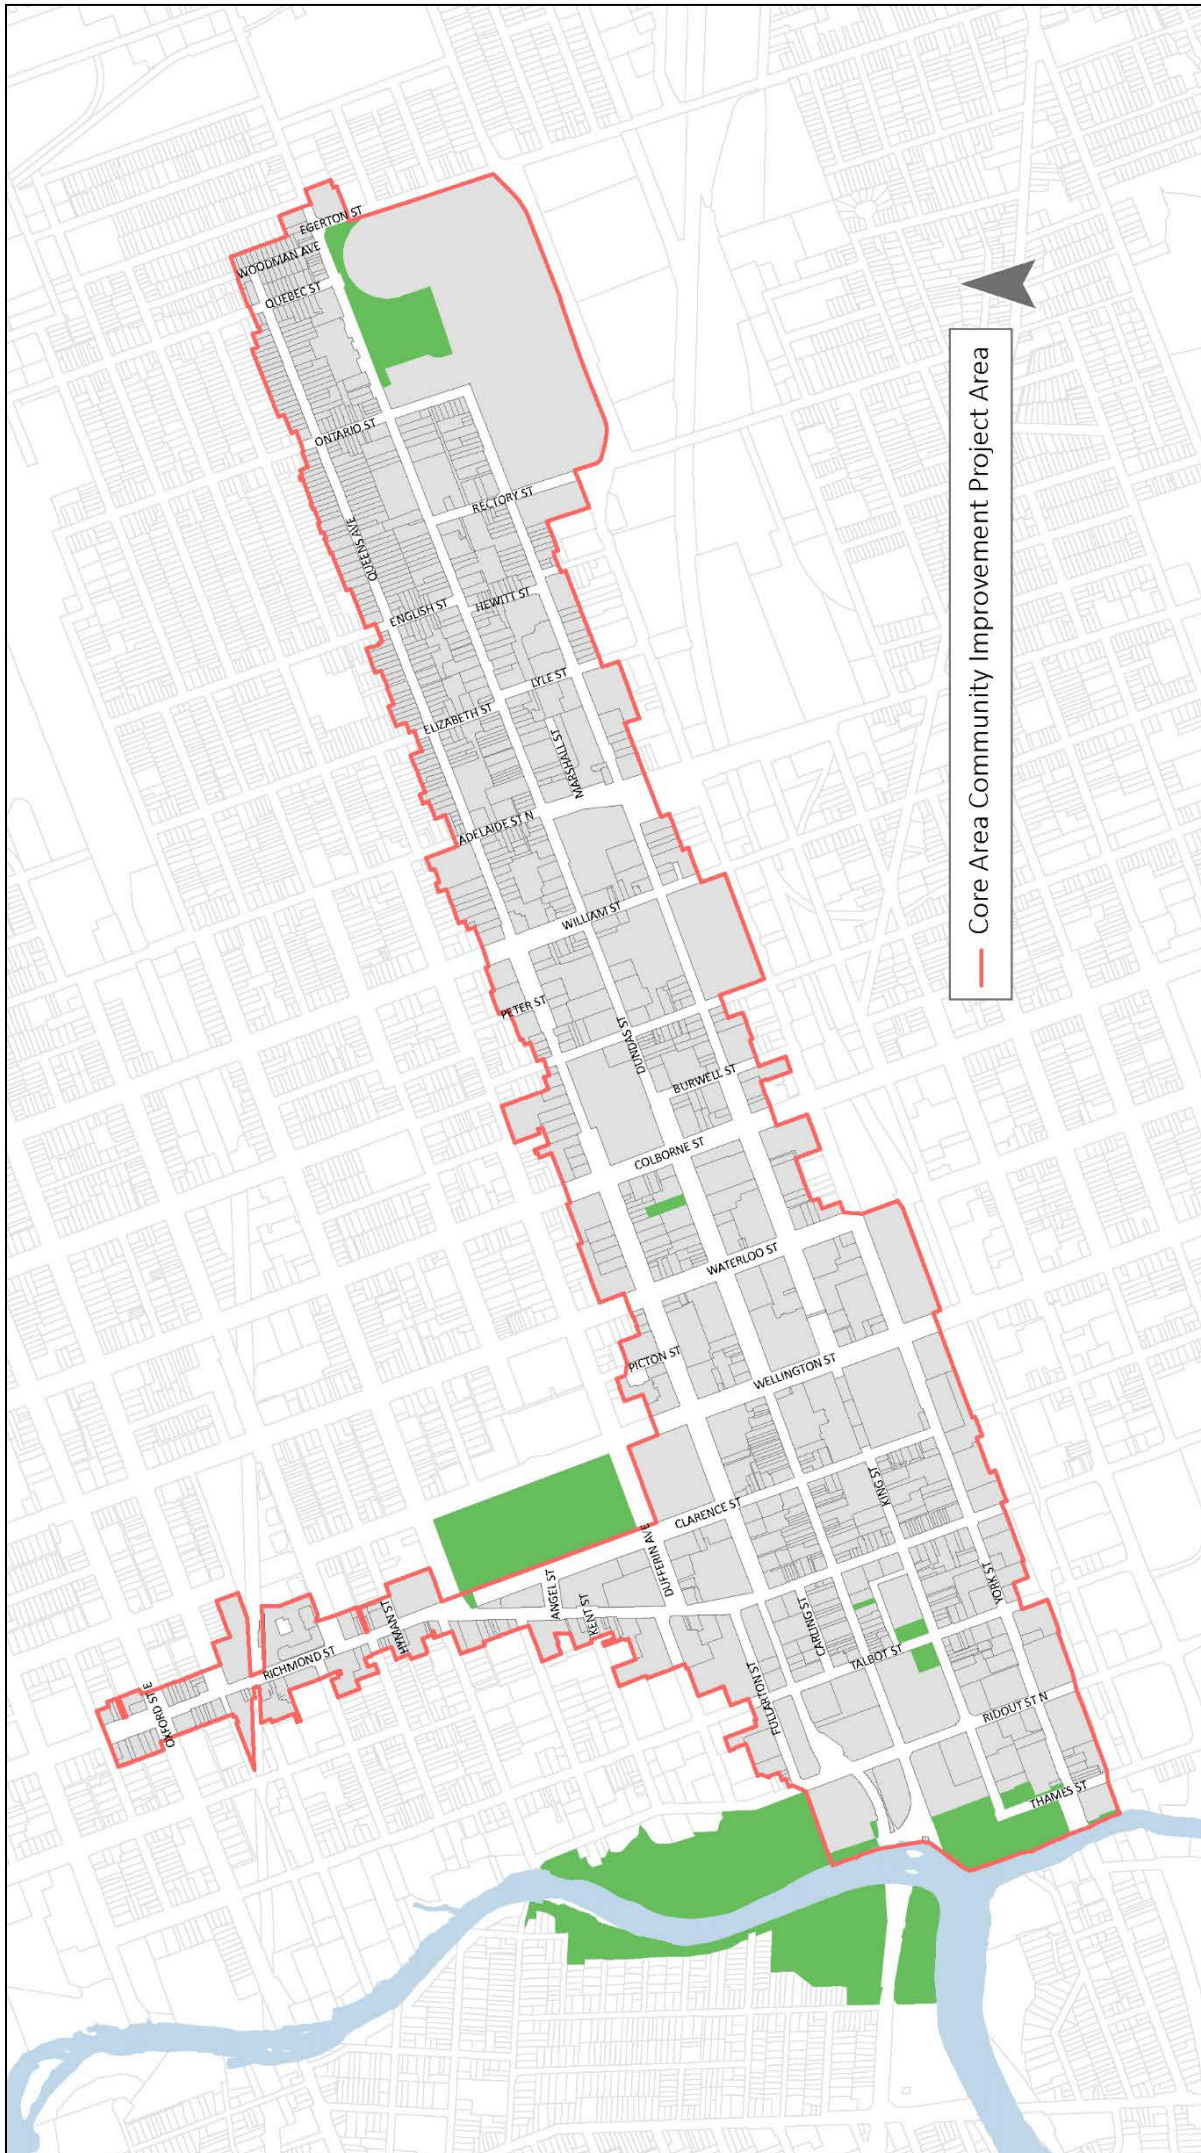 EGERTON ST
WOODMAN AVE
QUEBEC ST
ONTARIO ST
RECTORY ST
QUEENS AVE
ENGLISH ST
HEWITT ST
LYLE ST
ELIZABETH ST
MARSHALL ST
ADELAIDE ST N
WILLIAM ST
PETER ST
DUNDAS ST
BURWELL ST
COLBORNE ST
WATERLOO ST
PICTON ST
WELLINGTON ST
KING ST
CLARENCE ST
DUFFERIN AVE
ANGEL ST
KENT ST
YORK ST
HYMAN ST
CARLING ST
TALBOT ST
RICHMOND ST
FULLARTON ST
OXFORD ST E
RIDOUT ST N
THAMES ST
Core Area Community Improvement Project Area